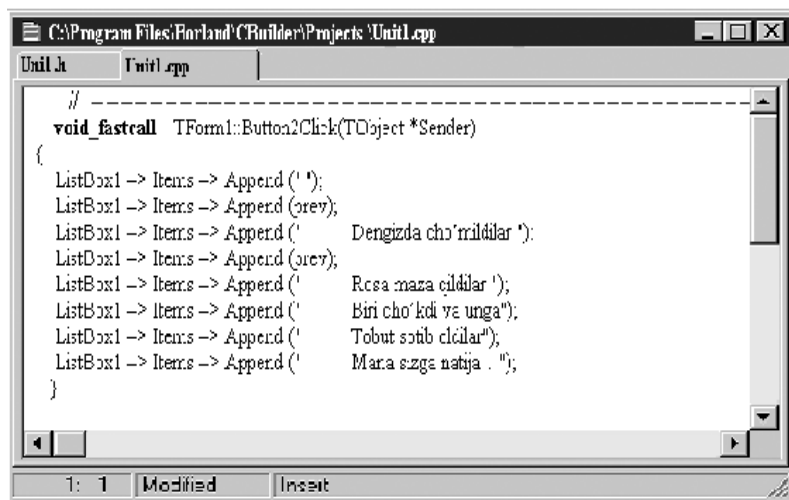 C:\Program Files\Borland\CBuilder\Projects \Unit1.cpp
Unit1.h Unit1.cpp
// –––––––––––––––––––––––––––––––––––––––––
void_fastcall TForm1::Button2Click(TObject *Sender)
{
ListBox1 –> Items –> Append (" ");
ListBox1 –> Items –> Append (prev);
ListBox1 –> Items –> Append (" Dengizda cho'mildilar ");
ListBox1 –> Items –> Append (prev);
ListBox1 –> Items –> Append (" Rosa maza qildilar ");
ListBox1 –> Items –> Append (" Biri cho'kdi va unga");
ListBox1 –> Items –> Append (" Tobut sotib oldilar");
ListBox1 –> Items –> Append (" Mana sizga natija . ");
}
1: 1 Modified Insert